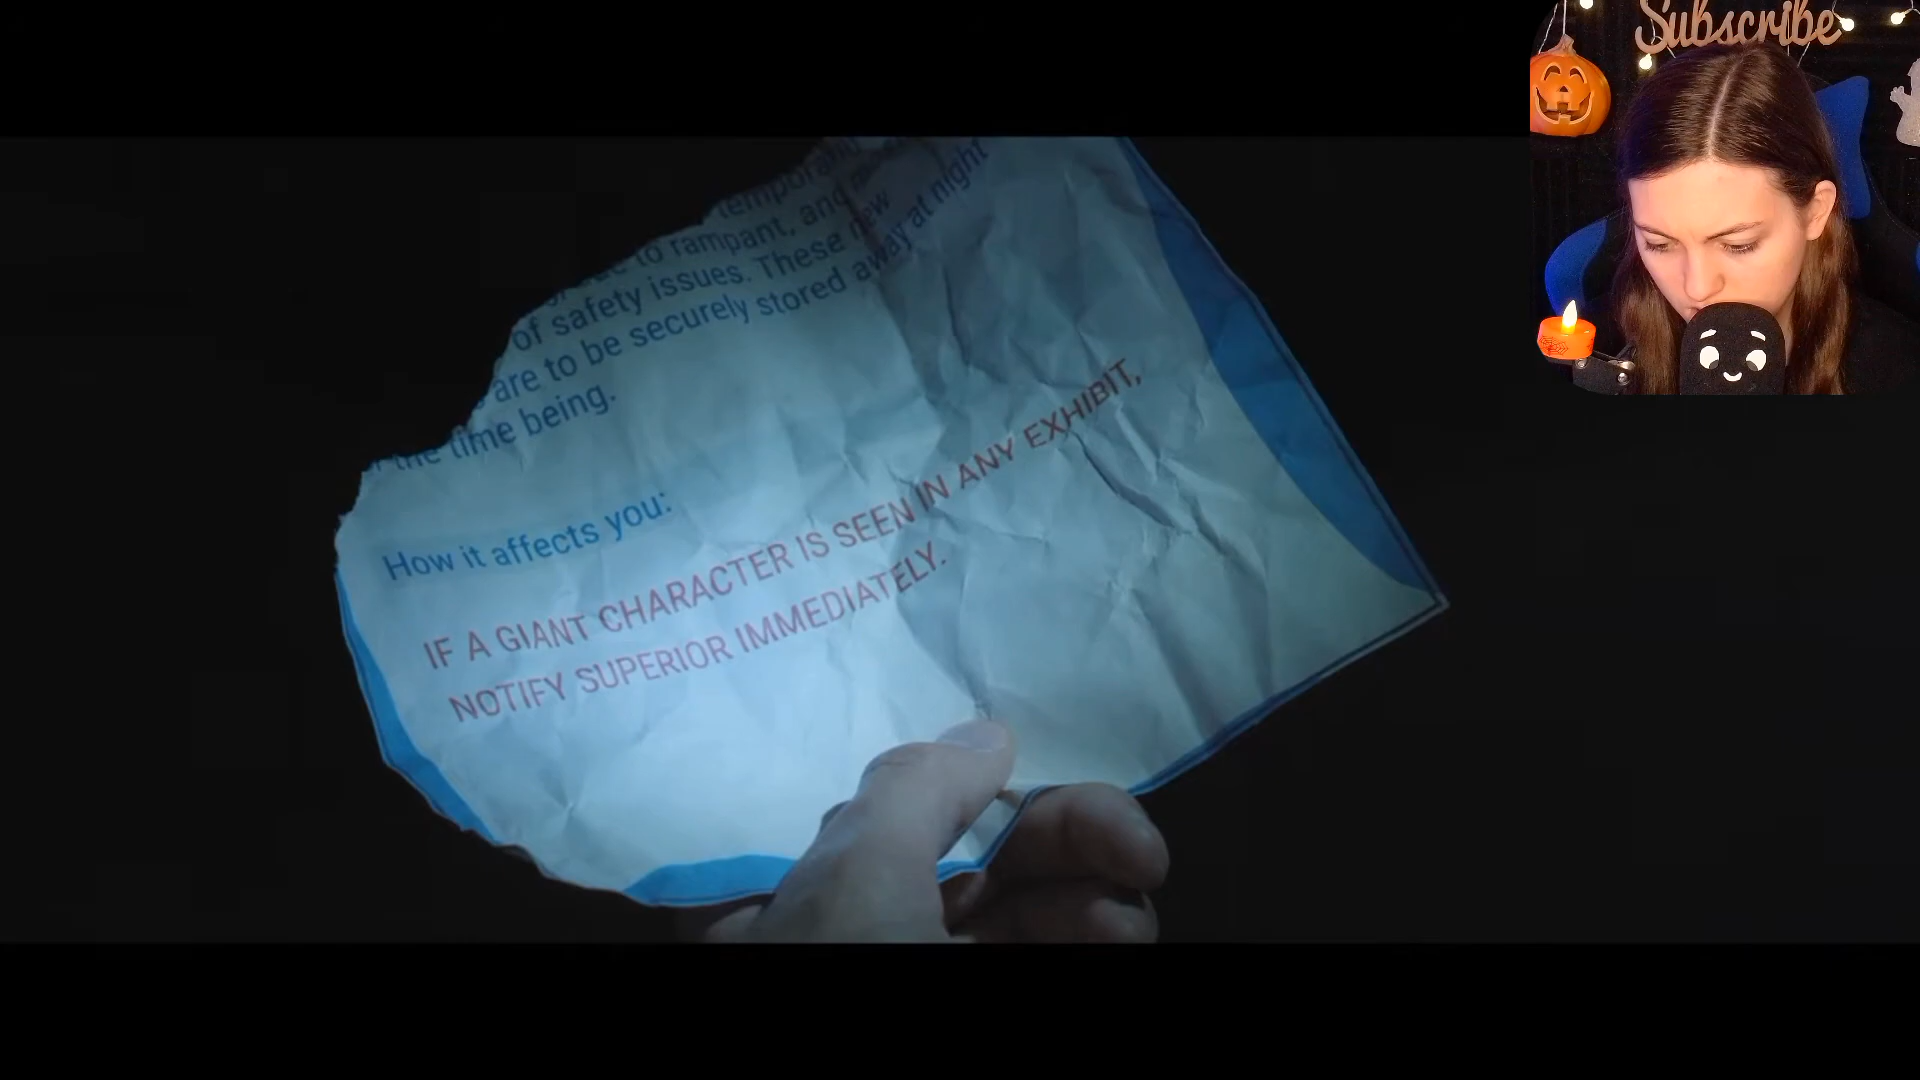 Subscribe
temporarily
to rampant, and
of safety issues. These new
are to be securely stored away at night
the time being.
How it affects you:
IF A GIANT CHARACTER IS SEEN IN ANY EXHIBIT,
NOTIFY SUPERIOR IMMEDIATELY.